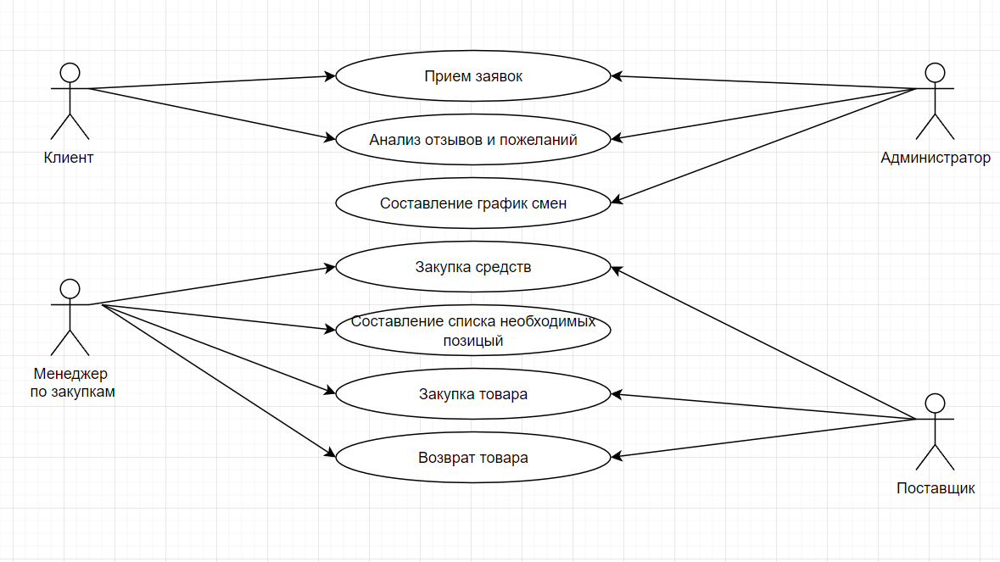 Прием заявок
Анализ отзывов и пожеланий
Клиент
Администратор
Составление график смен
Закупка средств
Составление списка необходимых
позицый
Менеджер
по закупкам
Закупка товара
Возврат товара
Поставщик